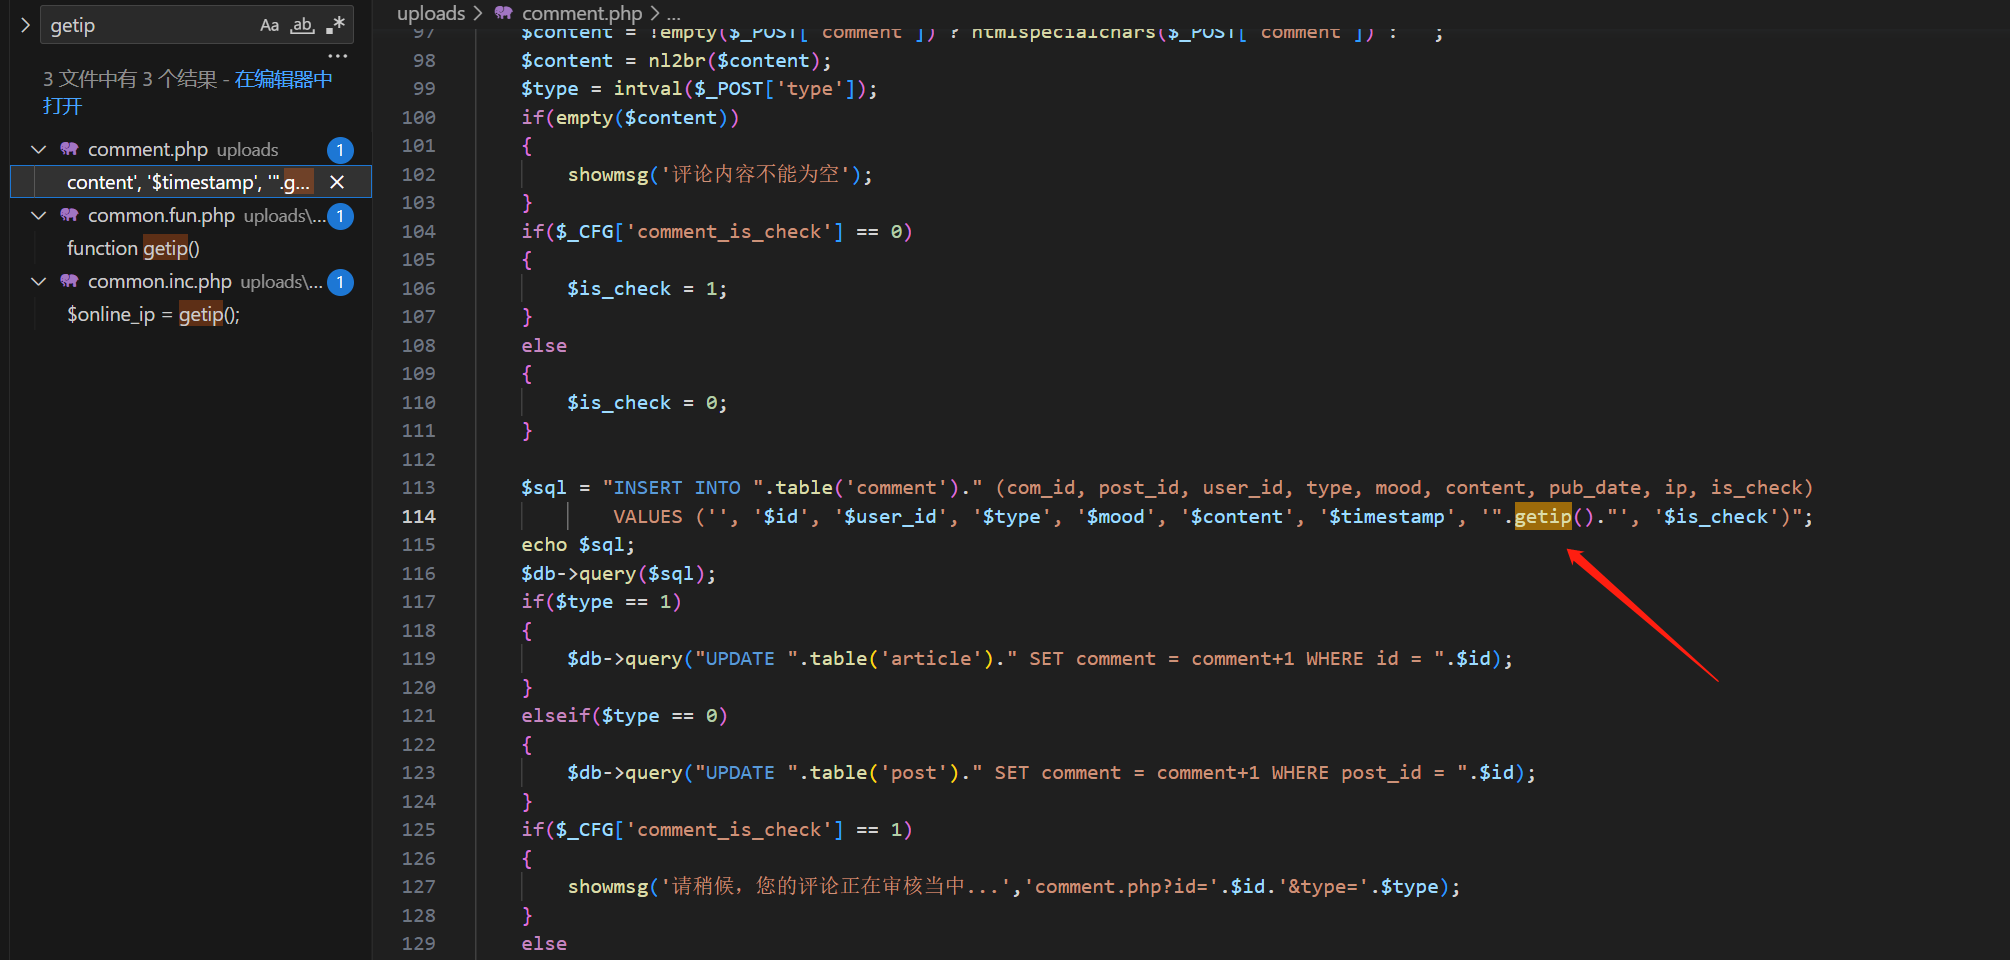 getip Aa ab .*
...
3 文件中有 3 个结果 - 在编辑器中
打开
comment.php uploads 1
content', '$timestamp', '".g...
common.fun.php uploads\... 1
function getip()
common.inc.php uploads\... 1
$online_ip = getip();
uploads > comment.php > ...
97 $content = !empty($_POST['comment']) ? htmlspecialchars($_POST['comment']) : '';
98 $content = nl2br($content);
99 $type = intval($_POST['type']);
100 if(empty($content))
101 {
102 showmsg('评论内容不能为空');
103 }
104 if($_CFG['comment_is_check'] == 0)
105 {
106 $is_check = 1;
107 }
108 else
109 {
110 $is_check = 0;
111 }
112
113 $sql = "INSERT INTO ".table('comment')." (com_id, post_id, user_id, type, mood, content, pub_date, ip, is_check)
114 VALUES ('', '$id', '$user_id', '$type', '$mood', '$content', '$timestamp', '".getip()."', '$is_check')";
115 echo $sql;
116 $db->query($sql);
117 if($type == 1)
118 {
119 $db->query("UPDATE ".table('article')." SET comment = comment+1 WHERE id = ".$id);
120 }
121 elseif($type == 0)
122 {
123 $db->query("UPDATE ".table('post')." SET comment = comment+1 WHERE post_id = ".$id);
124 }
125 if($_CFG['comment_is_check'] == 1)
126 {
127 showmsg('请稍候，您的评论正在审核当中...','comment.php?id='.$id.'&type='.$type);
128 }
129 else